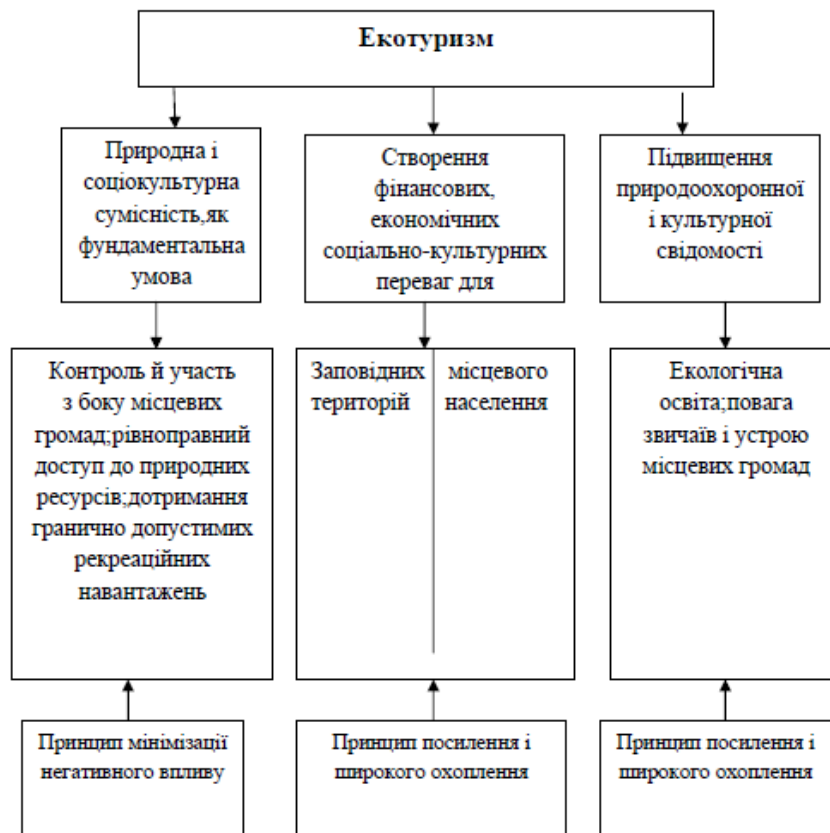 Екотуризм
Природна і
соціокультурна
сумісність,як
фундаментальна
умова
Створення
фінансових,
економічних
соціально-культурних
переваг для
Підвищення
природоохоронної
і культурної
свідомості
Контроль й участь
з боку місцевих
громад;рівноправний
доступ до природних
ресурсів;дотримання
гранично допустимих
рекреаційних
навантажень
Заповідних
територій
місцевого
населення
Екологічна
освіта;повага
звичаїв і устрою
місцевих громад
Принцип мінімізації
негативного впливу
Принцип посилення і
широкого охоплення
Принцип посилення і
широкого охоплення